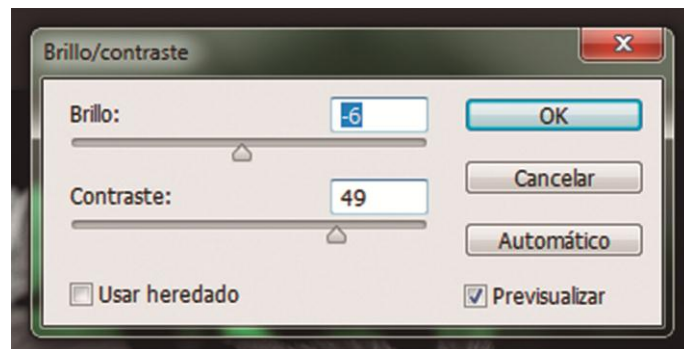 Brillo/contraste
Brillo: -6
OK
Cancelar
Contraste: 49
Automático
Usar heredado
Previsualizar